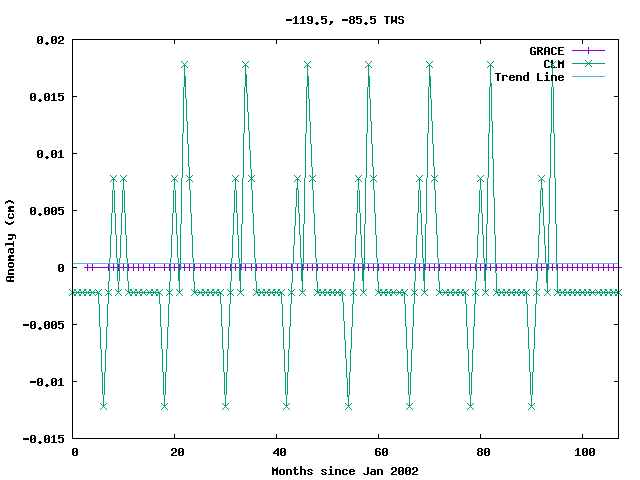 -119.5, -85.5 TWS
GRACE
CLM
Trend Line
0.02
0.015
0.01
0.005
0
-0.005
-0.01
-0.015
Anomaly (cm)
0 20 40 60 80 100
Months since Jan 2002